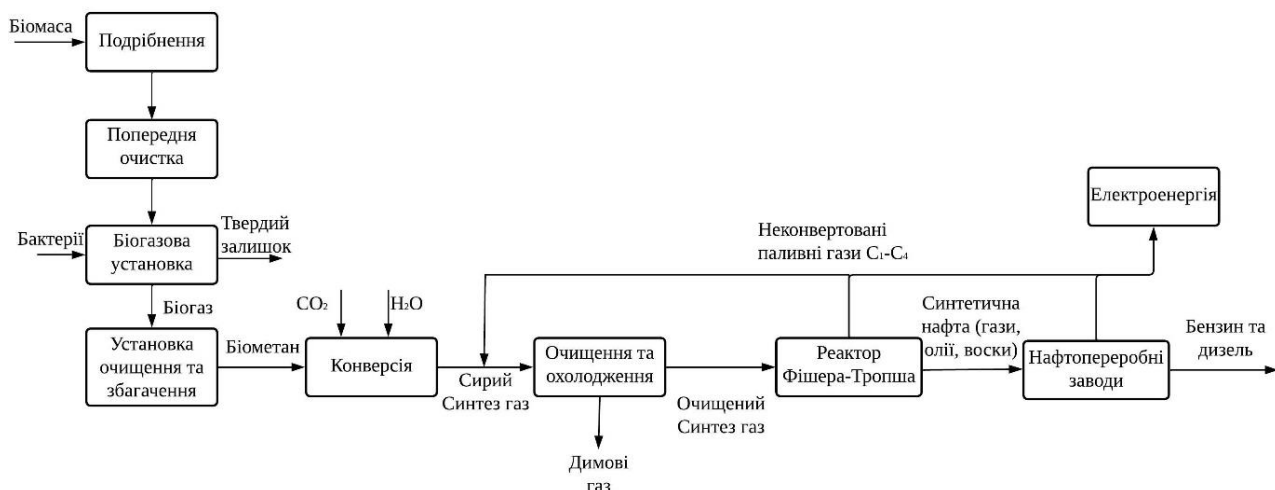 Біомаса
Подрібнення
Попередня
очистка
Бактерії
Біогазова
установка
Твердий
залишок
Біогаз
Установка
очищення та
збагачення
Біометан
CO₂
H₂O
Конверсія
Сирий
Синтез газ
Очищення та
охолодження
Димові
газ
Очищений
Синтез газ
Неконвертовані
паливні гази C₁-C₄
Реактор
Фішера-Тропша
Електроенергія
Синтетична
нафта (гази,
олії, воски)
Нафтопереробні
заводи
Бензин та
дизель